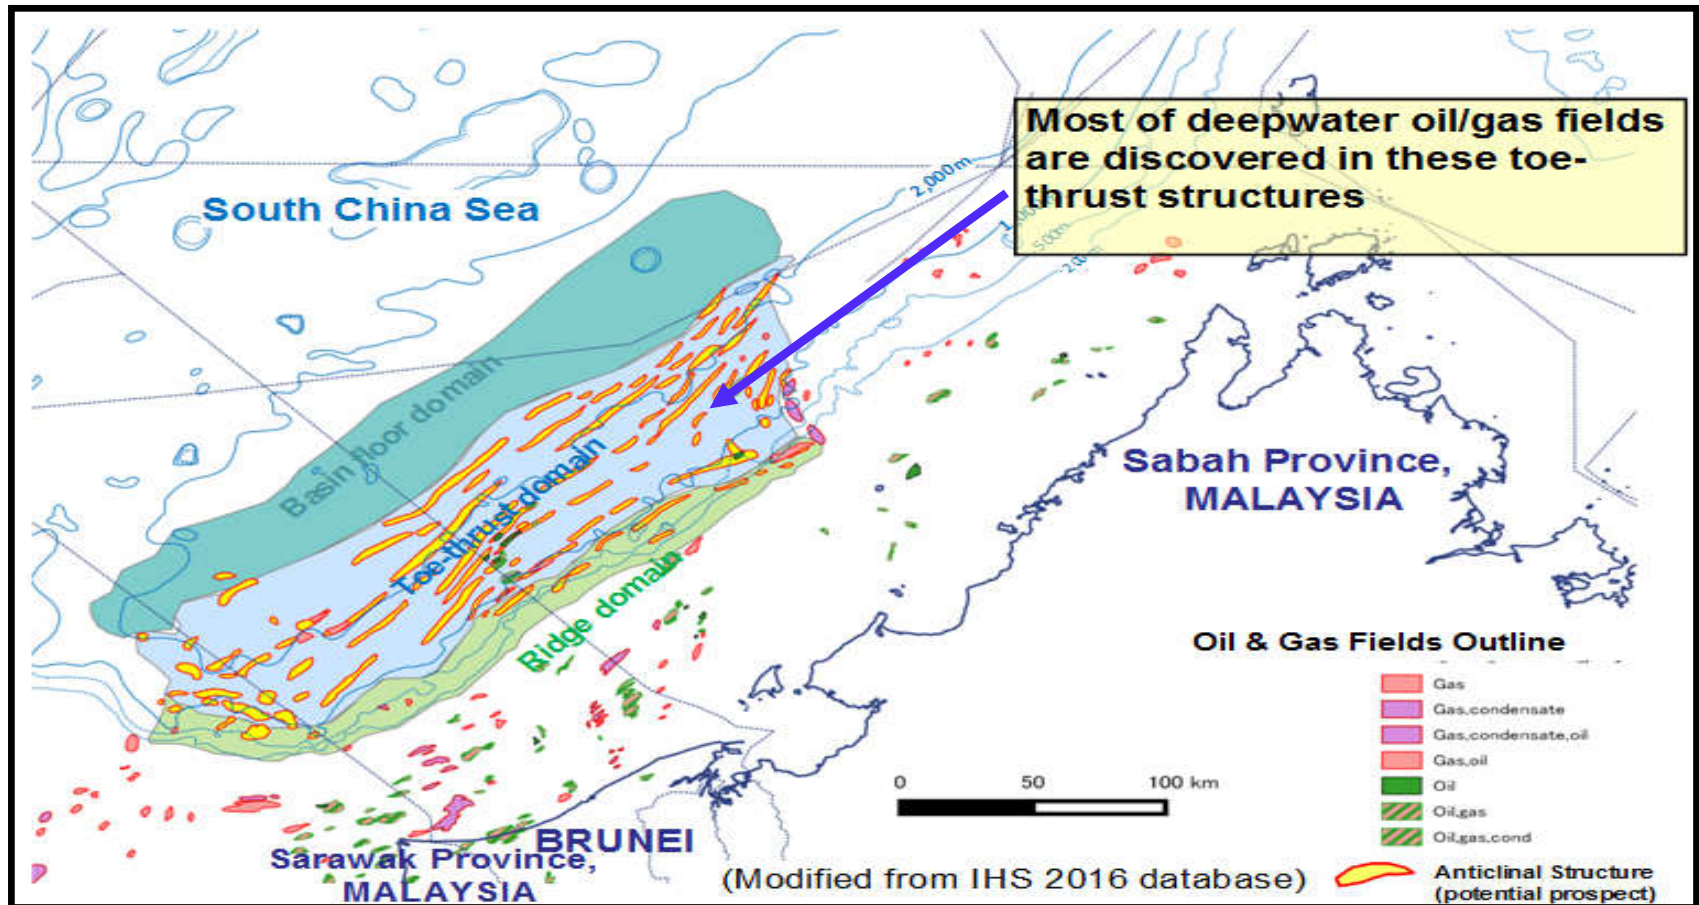 Most of deepwater oil/gas fields
are discovered in these toe-
thrust structures
2,000m
500m
200m
South China Sea
Basin floor domain
Toe-thrust domain
Ridge domain
Sabah Province,
MALAYSIA
Oil & Gas Fields Outline
Gas
Gas,condensate
Gas,condensate,oil
Gas,oil
Oil
Oil,gas
Oil,gas,cond
Anticlinal Structure
(potential prospect)
0 50 100 km
BRUNEI
Sarawak Province,
MALAYSIA
(Modified from IHS 2016 database)